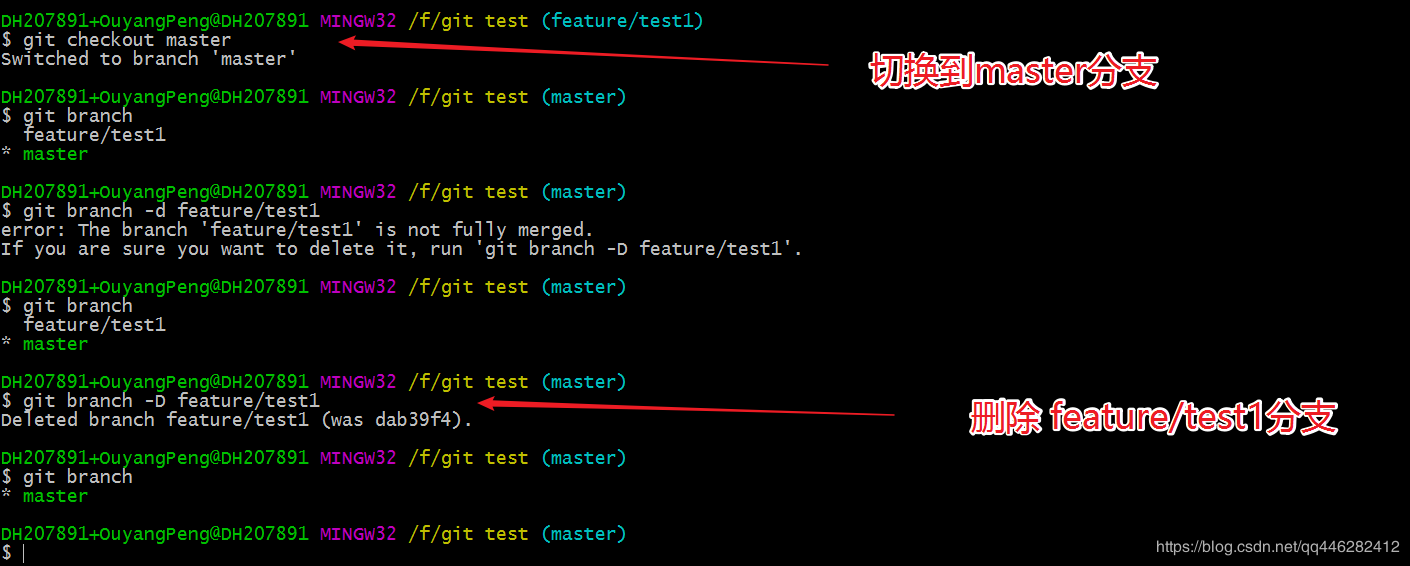 DH207891+OuyangPeng@DH207891 MINGW32 /f/git test (feature/test1)
$ git checkout master
Switched to branch 'master'
切换到master分支
DH207891+OuyangPeng@DH207891 MINGW32 /f/git test (master)
$ git branch
  feature/test1
* master
DH207891+OuyangPeng@DH207891 MINGW32 /f/git test (master)
$ git branch -d feature/test1
error: The branch 'feature/test1' is not fully merged.
If you are sure you want to delete it, run 'git branch -D feature/test1'.
DH207891+OuyangPeng@DH207891 MINGW32 /f/git test (master)
$ git branch
  feature/test1
* master
DH207891+OuyangPeng@DH207891 MINGW32 /f/git test (master)
$ git branch -D feature/test1
Deleted branch feature/test1 (was dab39f4).
删除 feature/test1分支
DH207891+OuyangPeng@DH207891 MINGW32 /f/git test (master)
$ git branch
* master
DH207891+OuyangPeng@DH207891 MINGW32 /f/git test (master)
$
https://blog.csdn.net/qq446282412